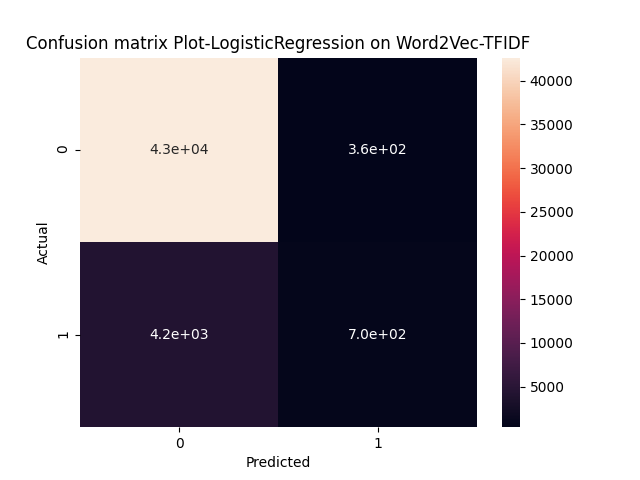 Confusion matrix Plot-LogisticRegression on Word2Vec-TFIDF
Actual
0
1
4.3e+04
3.6e+02
4.2e+03
7.0e+02
0
1
Predicted
40000
35000
30000
25000
20000
15000
10000
5000